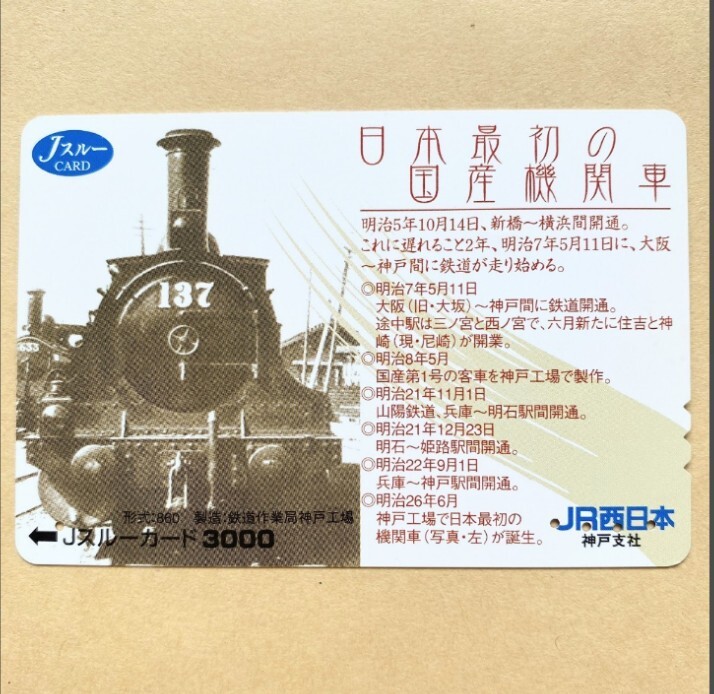 Jスルー
CARD
日本最初の
国産機関車
明治5年10月14日、新橋〜横浜間開通。
これに遅れること2年、明治7年5月11日に、大阪
〜神戸間に鉄道が走り始める。
◎明治7年5月11日
大阪（旧・大坂）〜神戸間に鉄道開通。
途中駅は三ノ宮と西ノ宮で、六月新たに住吉と神
崎（現・尼崎）が開業。
◎明治8年5月
国産第1号の客車を神戸工場で製作。
◎明治21年11月1日
山陽鉄道、兵庫〜明石駅間開通。
◎明治21年12月23日
明石〜姫路駅間開通。
◎明治22年9月1日
兵庫〜神戸駅間開通。
◎明治26年6月
神戸工場で日本最初の
機関車（写真・左）が誕生。
137
633
形式:860 製造:鉄道作業局神戸工場
Jスルーカード 3000
JR西日本
神戸支社